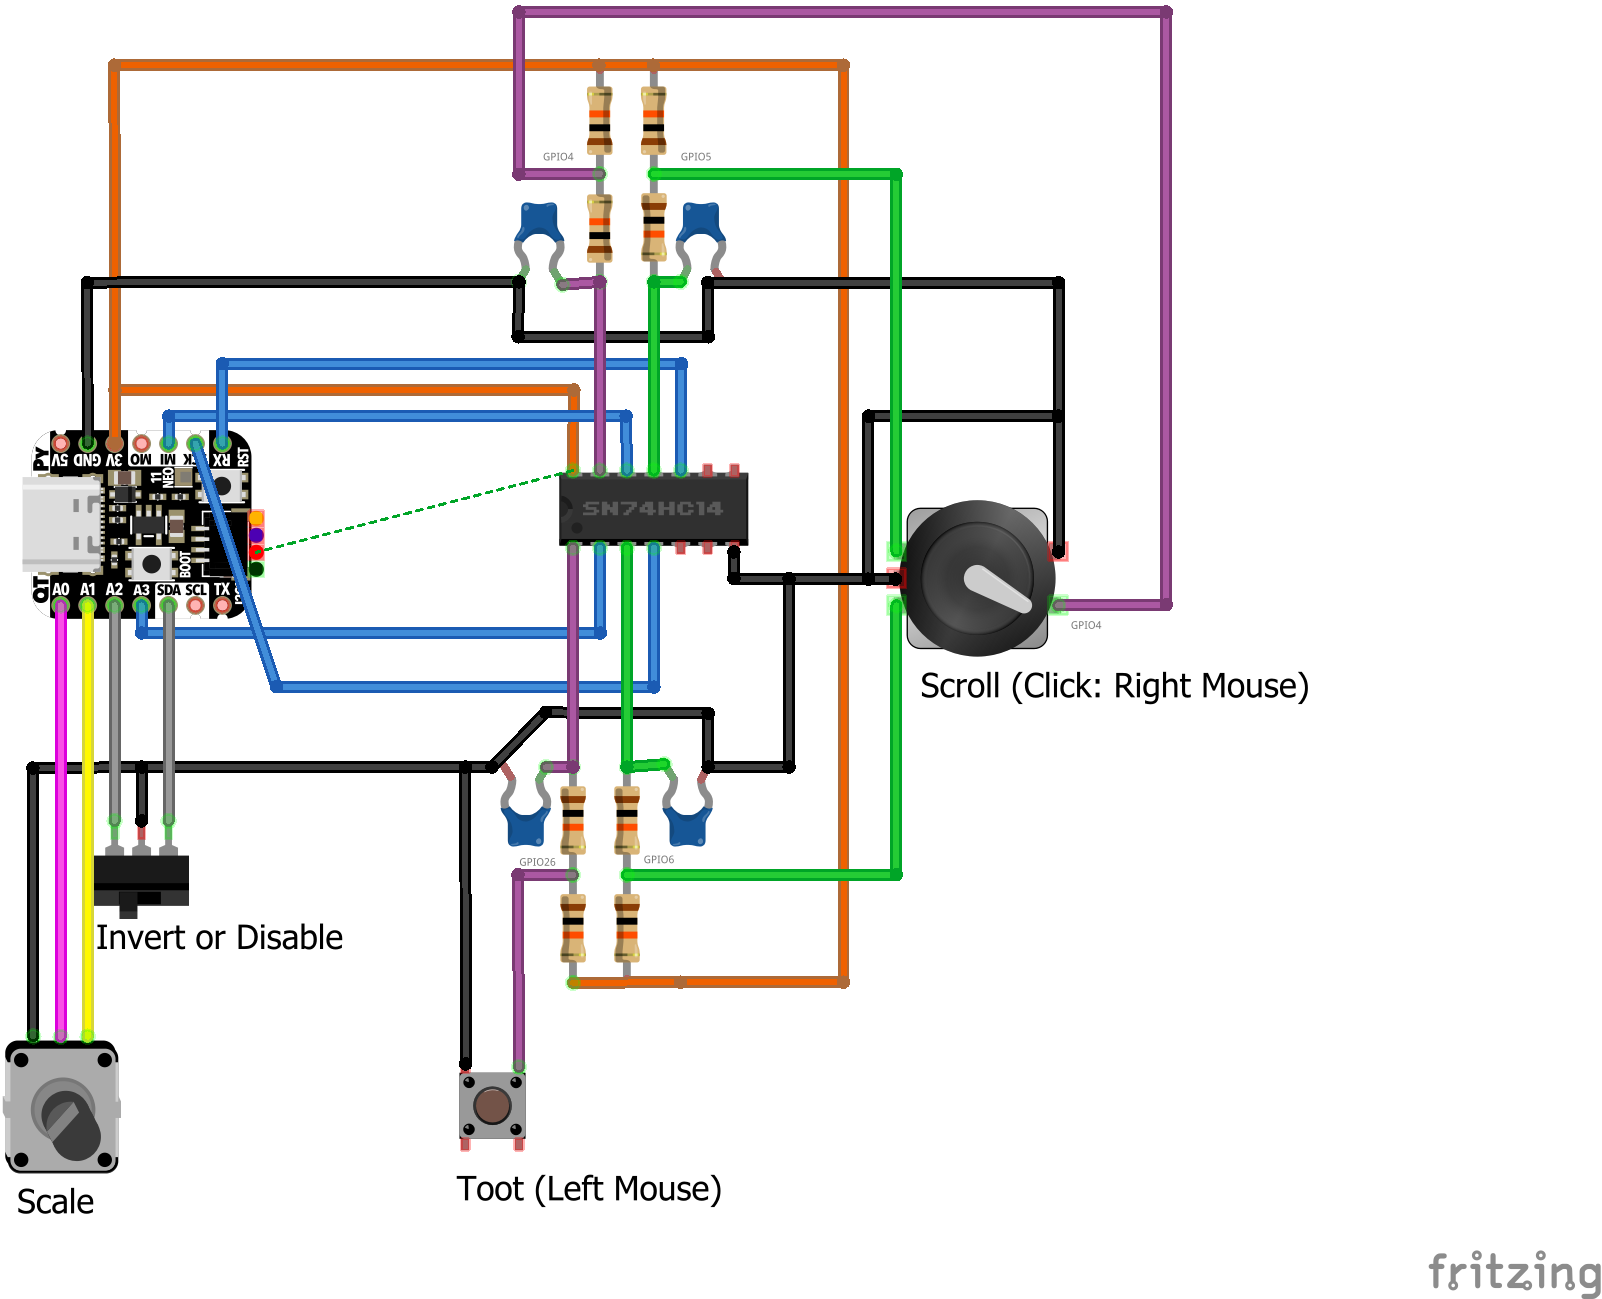 GPIO4
GPIO5
PY
5V
GND
3V
MO
MI
RX
RST
11
NEO
SN74HC14
BOOT
QT
A0
A1
A2
A3
SDA
SCL
TX
GPIO4
Scroll (Click: Right Mouse)
GPIO26
GPIO6
Invert or Disable
Toot (Left Mouse)
Scale
fritzing